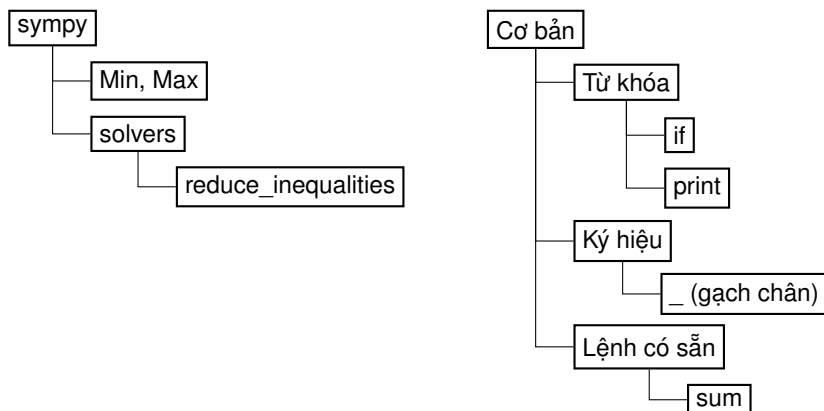 sympy
Min, Max
solvers
reduce_inequalities
Cơ bản
Từ khóa
if
print
Ký hiệu
_ (gạch chân)
Lệnh có sẵn
sum